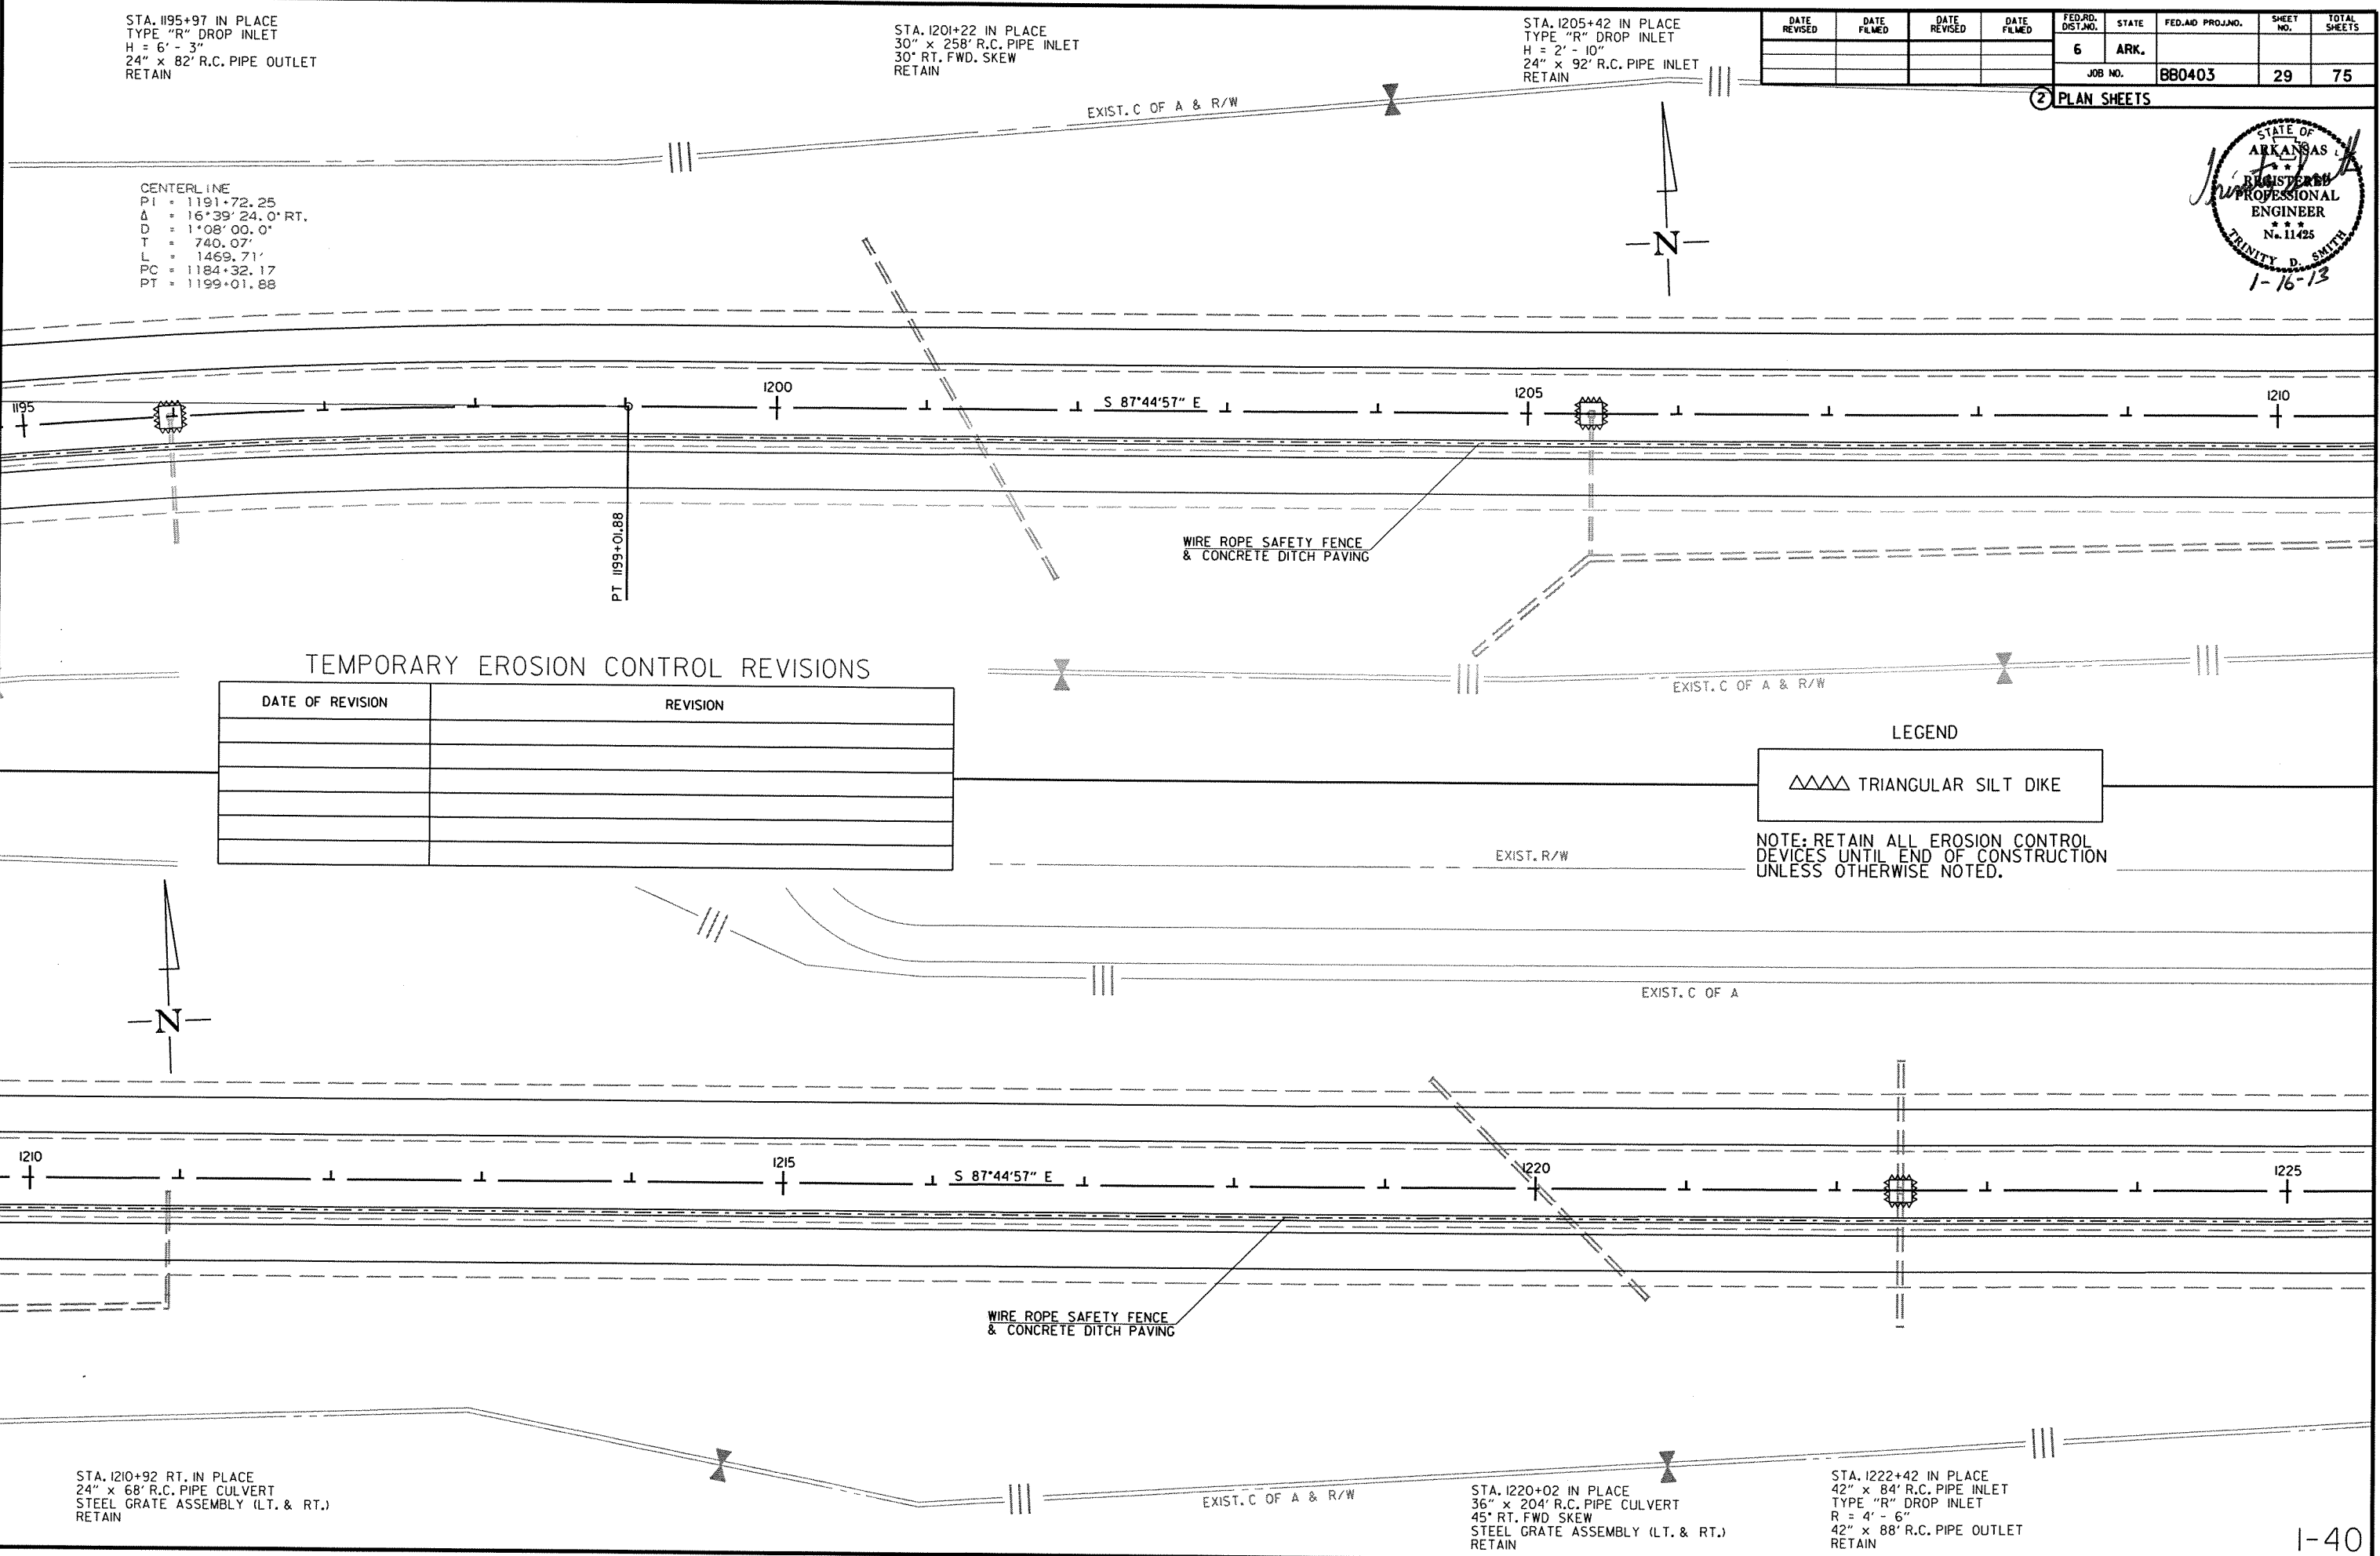 STA. 1195+97 IN PLACE
TYPE "R" DROP INLET
H = 6' - 3"
24" x 82' R.C. PIPE OUTLET
RETAIN
STA. 1201+22 IN PLACE
30" x 258' R.C. PIPE INLET
30° RT. FWD. SKEW
RETAIN
STA. 1205+42 IN PLACE
TYPE "R" DROP INLET
H = 2' - 10"
24" x 92' R.C. PIPE INLET
RETAIN
DATE REVISED
DATE FILMED
DATE REVISED
DATE FILMED
FED.RD. DIST.NO.
STATE
FED.AID PROJ.NO.
SHEET NO.
TOTAL SHEETS
6 ARK.
JOB NO. BB0403 29 75
2 PLAN SHEETS
STATE OF
ARKANSAS
REGISTERED
PROFESSIONAL
ENGINEER
No. 11425
TRINITY D. SMITH
1-16-13
EXIST. C OF A & R/W
CENTERLINE
PI = 1191+72.25
Δ = 16°39'24.0" RT.
D = 1°08'00.0"
T = 740.07'
L = 1469.71'
PC = 1184+32.17
PT = 1199+01.88
N
1195
1200
S 87°44'57" E
1205
1210
PT 1199+01.88
WIRE ROPE SAFETY FENCE
& CONCRETE DITCH PAVING
TEMPORARY EROSION CONTROL REVISIONS
DATE OF REVISION REVISION
EXIST. C OF A & R/W
LEGEND
TRIANGULAR SILT DIKE
NOTE: RETAIN ALL EROSION CONTROL
DEVICES UNTIL END OF CONSTRUCTION
UNLESS OTHERWISE NOTED.
EXIST. R/W
EXIST. C OF A
N
1210
1215
S 87°44'57" E
1220
1225
WIRE ROPE SAFETY FENCE
& CONCRETE DITCH PAVING
STA. 1210+92 RT. IN PLACE
24" x 68' R.C. PIPE CULVERT
STEEL GRATE ASSEMBLY (LT. & RT.)
RETAIN
EXIST. C OF A & R/W
STA. 1220+02 IN PLACE
36" x 204' R.C. PIPE CULVERT
45° RT. FWD SKEW
STEEL GRATE ASSEMBLY (LT. & RT.)
RETAIN
STA. 1222+42 IN PLACE
42" x 84' R.C. PIPE INLET
TYPE "R" DROP INLET
R = 4' - 6"
42" x 88' R.C. PIPE OUTLET
RETAIN
I-40